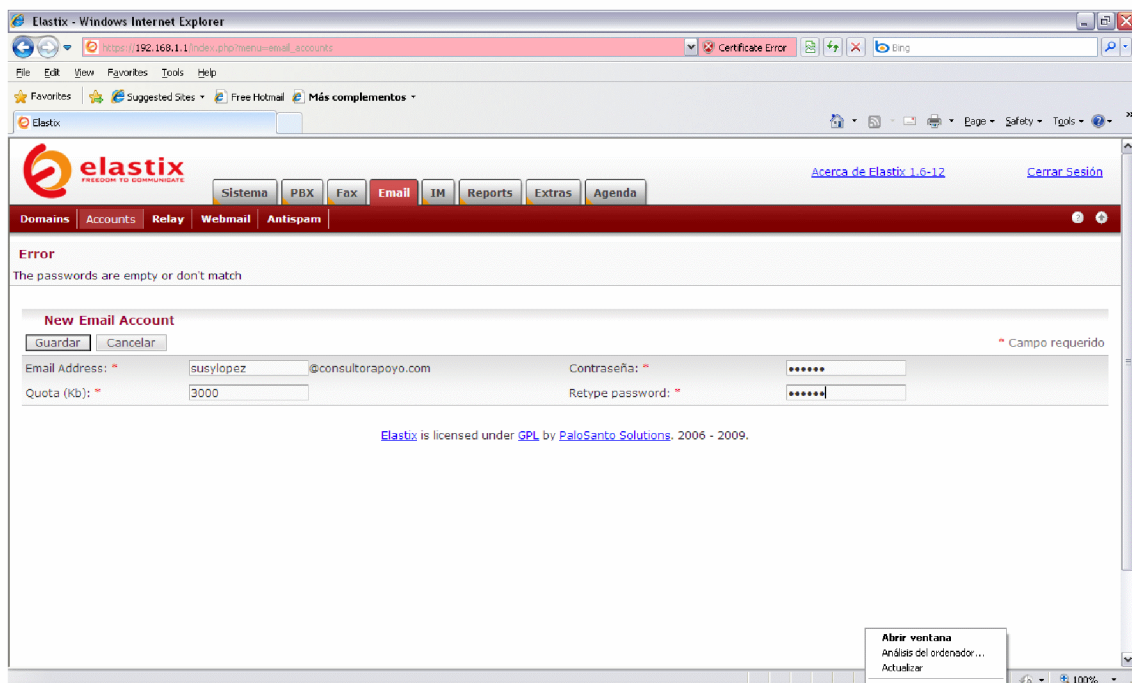 Elastix - Windows Internet Explorer
https://192.168.1.1/index.php?menu=email_accounts
Certificate Error
Bing
File Edit View Favorites Tools Help
Favorites Suggested Sites Free Hotmail Más complementos
Elastix
Page Safety Tools
elastix
FREEDOM TO COMMUNICATE
Sistema PBX Fax Email IM Reports Extras Agenda
Acerca de Elastix 1.6-12
Cerrar Sesión
Domains Accounts Relay Webmail Antispam
Error
The passwords are empty or don't match
New Email Account
Guardar Cancelar
* Campo requerido
Email Address: * susylopez @consultorapoyo.com Contraseña: * ••••••
Quota (Kb): * 3000 Retype password: * ••••••
Elastix is licensed under GPL by PaloSanto Solutions. 2006 - 2009.
Abrir ventana
Análisis del ordenador...
Actualizar
100%